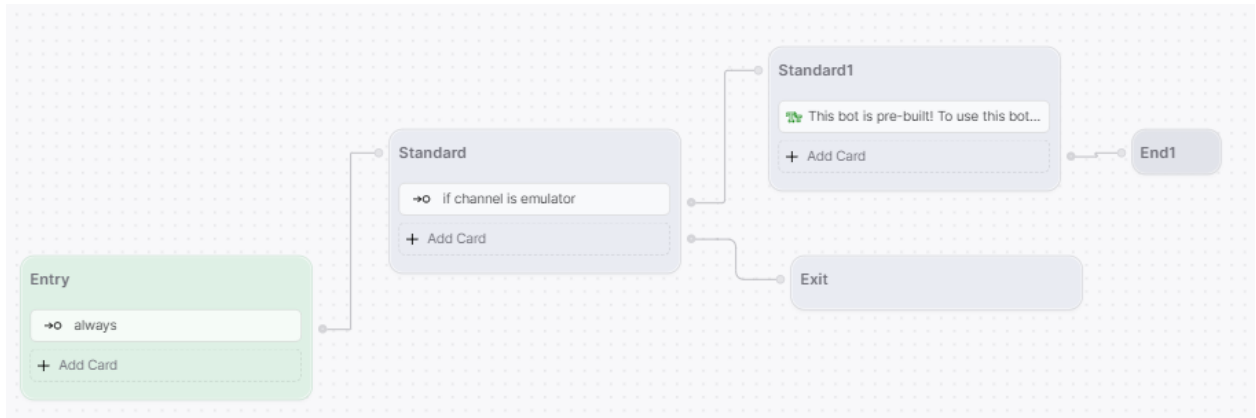 Entry
always
+ Add Card
Standard
if channel is emulator
+ Add Card
Standard1
This bot is pre-built! To use this bot...
+ Add Card
End1
Exit